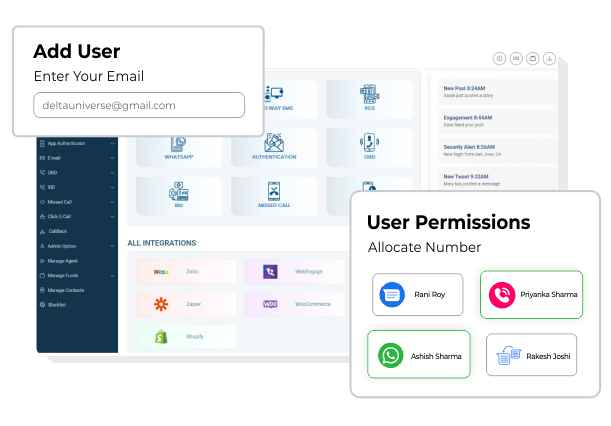 Add User
Enter Your Email
deltauniverse@gmail.com
WAY SMS
RCS
WHATSAPP
AUTHENTICATION
OBD
IBD
MISSED CALL
App Authenticator
E-mail
OBD
IBD
Missed Call
Click-2-Call
CallBack
Admin Option
Manage Agent
Manage Funds
Manage Contacts
Blacklist
ALL INTEGRATIONS
Zoho
WebEngage
Zapier
WOO
WooCommerce
Shopify
New Post 8:24AM
Sarah just posted a story
Engagement 8:44AM
Dave liked your post
Security Alert 8:56AM
New login from San Jose, CA
New Tweet 9:32AM
Mary has posted a message
User Permissions
Allocate Number
Rani Roy
Priyanka Sharma
Ashish Sharma
Rakesh Joshi